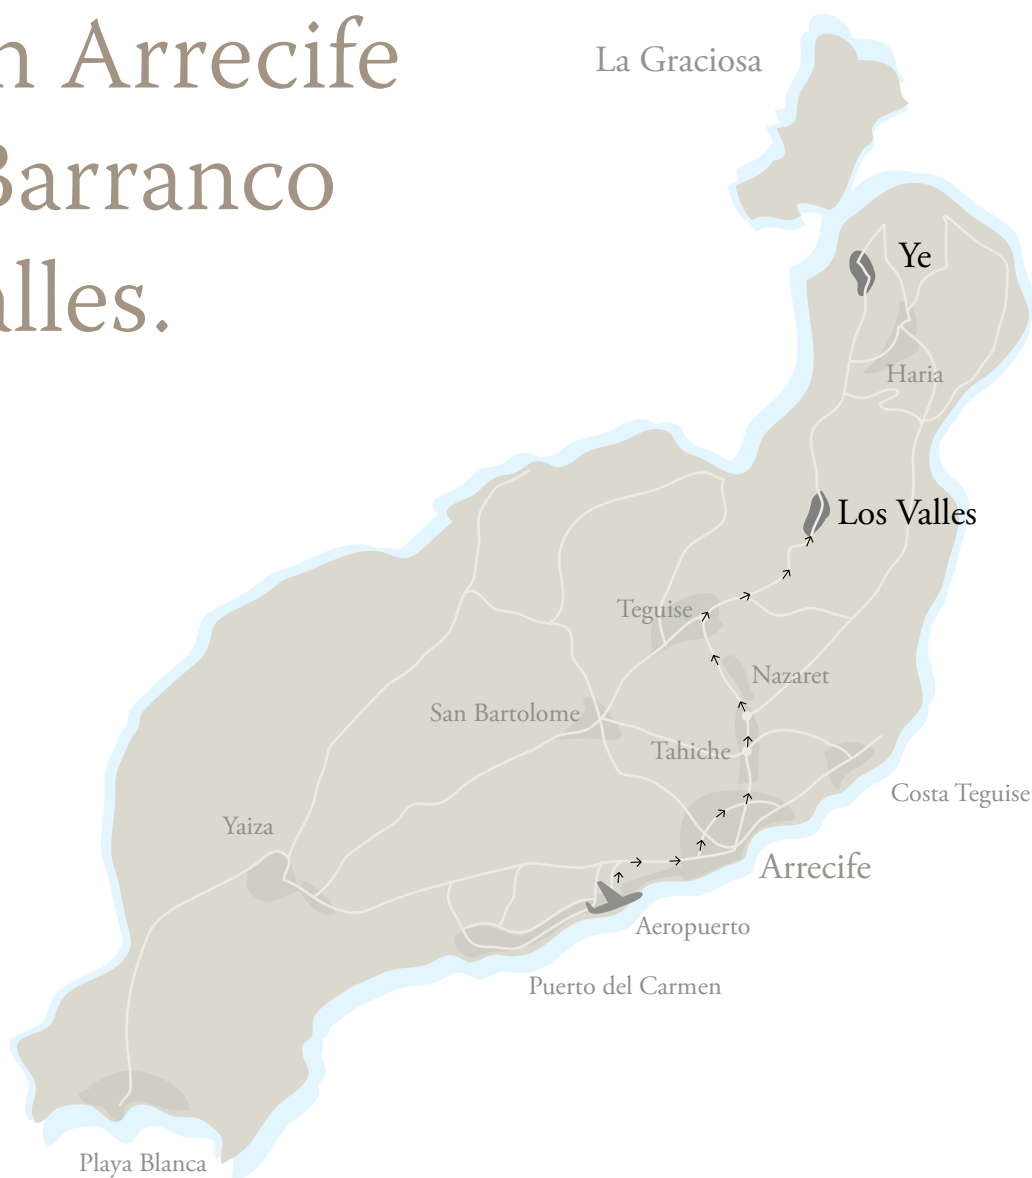 n Arrecife
Barranco
alles.
La Graciosa
Ye
Haria
Los Valles
Teguise
Nazaret
San Bartolome
Tahiche
Costa Teguise
Yaiza
Arrecife
Aeropuerto
Puerto del Carmen
Playa Blanca